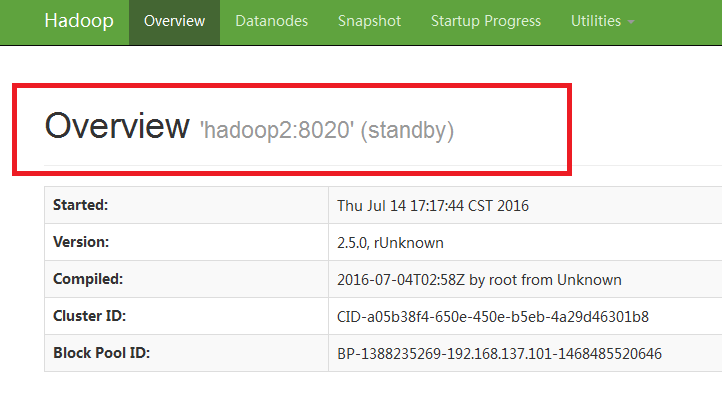 Hadoop Overview Datanodes Snapshot Startup Progress Utilities
Overview 'hadoop2:8020' (standby)
Started: Thu Jul 14 17:17:44 CST 2016
Version: 2.5.0, rUnknown
Compiled: 2016-07-04T02:58Z by root from Unknown
Cluster ID: CID-a05b38f4-650e-450e-b5eb-4a29d46301b8
Block Pool ID: BP-1388235269-192.168.137.101-1468485520646